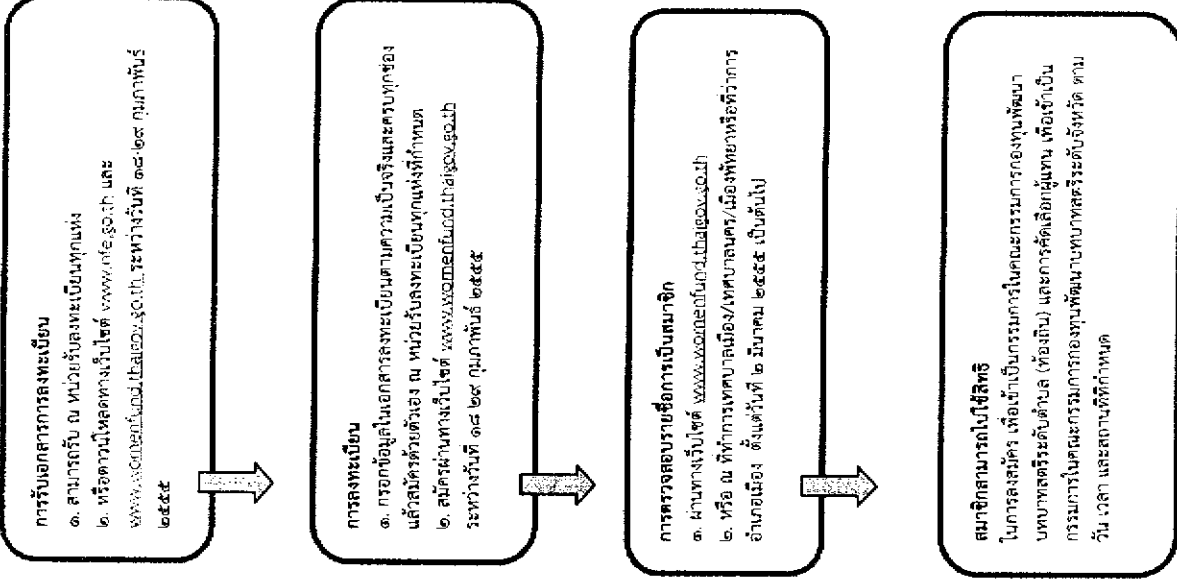 การรับเอกสารการลงทะเบียน
๑. สามารถรับ ณ หน่วยรับลงทะเบียนทุกแห่ง
๒. หรือดาวน์โหลดทางเว็บไซต์ www.nfe.go.th และ
www.womenfund.thaigov.go.th ระหว่างวันที่ ๑๘-๒๙ กุมภาพันธ์
๒๕๕๕
การลงทะเบียน
๑. กรอกข้อมูลในเอกสารลงทะเบียนตามความเป็นจริงและครบทุกช่อง
แล้วสมัครด้วยตัวเอง ณ หน่วยรับลงทะเบียนทุกแห่งที่กำหนด
๒. สมัครผ่านทางเว็บไซต์ www.womenfund.thaigov.go.th
ระหว่างวันที่ ๑๘ ๒๙ กุมภาพันธ์ ๒๕๕๕
การตรวจสอบรายชื่อการเป็นสมาชิก
๑. ผ่านทางเว็บไซต์ www.womenfund.thaigov.go.th
๒. หรือ ณ ที่ทำการเทศบาลเมือง/เทศบาลนคร/เมืองพัทยาหรือที่ว่าการ
อำเภอเมือง ตั้งแต่วันที่ ๒ มีนาคม ๒๕๕๕ เป็นต้นไป
สมาชิกสามารถไปใช้สิทธิ
ในการลงสมัคร เพื่อเข้าเป็นกรรมการในคณะกรรมการกองทุนพัฒนา
บทบาทสตรีระดับตำบล (ท้องถิ่น) และการคัดเลือกผู้แทน เพื่อเข้าเป็น
กรรมการในคณะกรรมการกองทุนพัฒนาบทบาทสตรีระดับจังหวัด ตาม
วัน เวลา และสถานที่ที่กำหนด